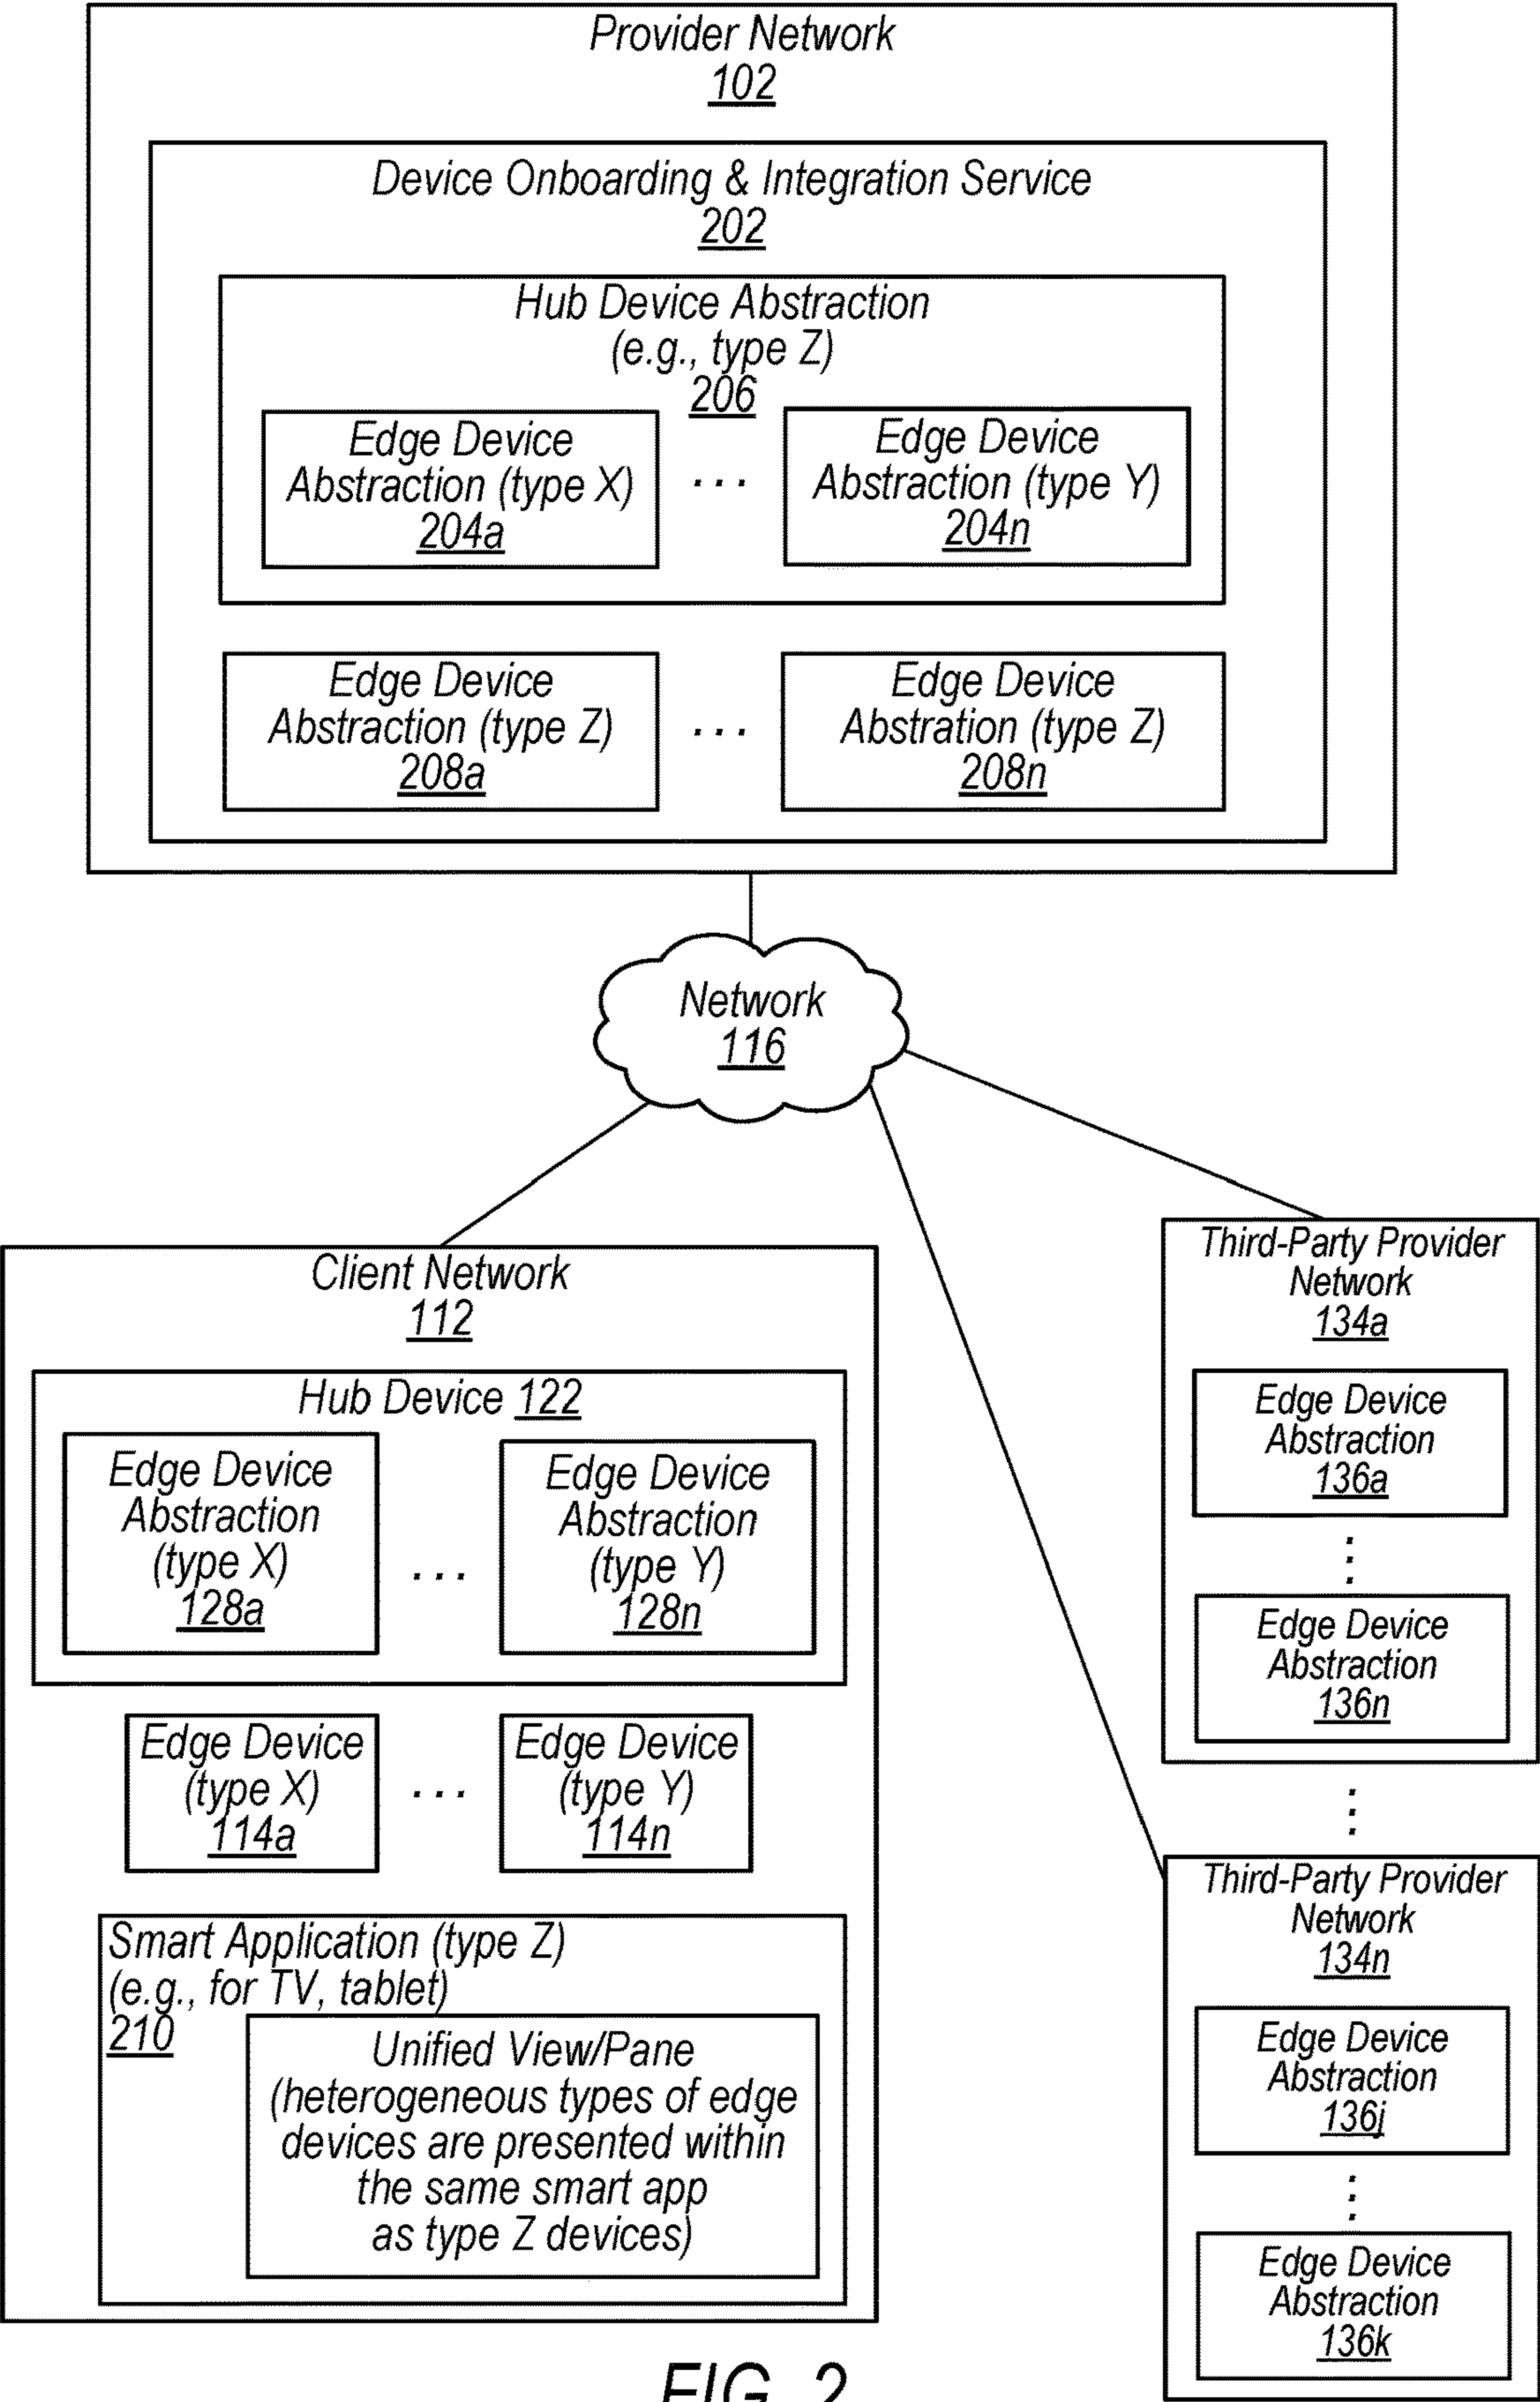 Provider Network
102
Device Onboarding & Integration Service
202
Hub Device Abstraction
(e.g., type Z)
206
Edge Device
Abstraction (type X)
204a
. . .
Edge Device
Abstraction (type Y)
204n
Edge Device
Abstraction (type Z)
208a
. . .
Edge Device
Abstration (type Z)
208n
Network
116
Client Network
112
Hub Device 122
Edge Device
Abstraction
(type X)
128a
. . .
Edge Device
Abstraction
(type Y)
128n
Edge Device
(type X)
114a
. . .
Edge Device
(type Y)
114n
Smart Application (type Z)
(e.g., for TV, tablet)
210
Unified View/Pane
(heterogeneous types of edge
devices are presented within
the same smart app
as type Z devices)
Third-Party Provider
Network
134a
Edge Device
Abstraction
136a
Edge Device
Abstraction
136n
Third-Party Provider
Network
134n
Edge Device
Abstraction
136j
Edge Device
Abstraction
136k
FIG. 2